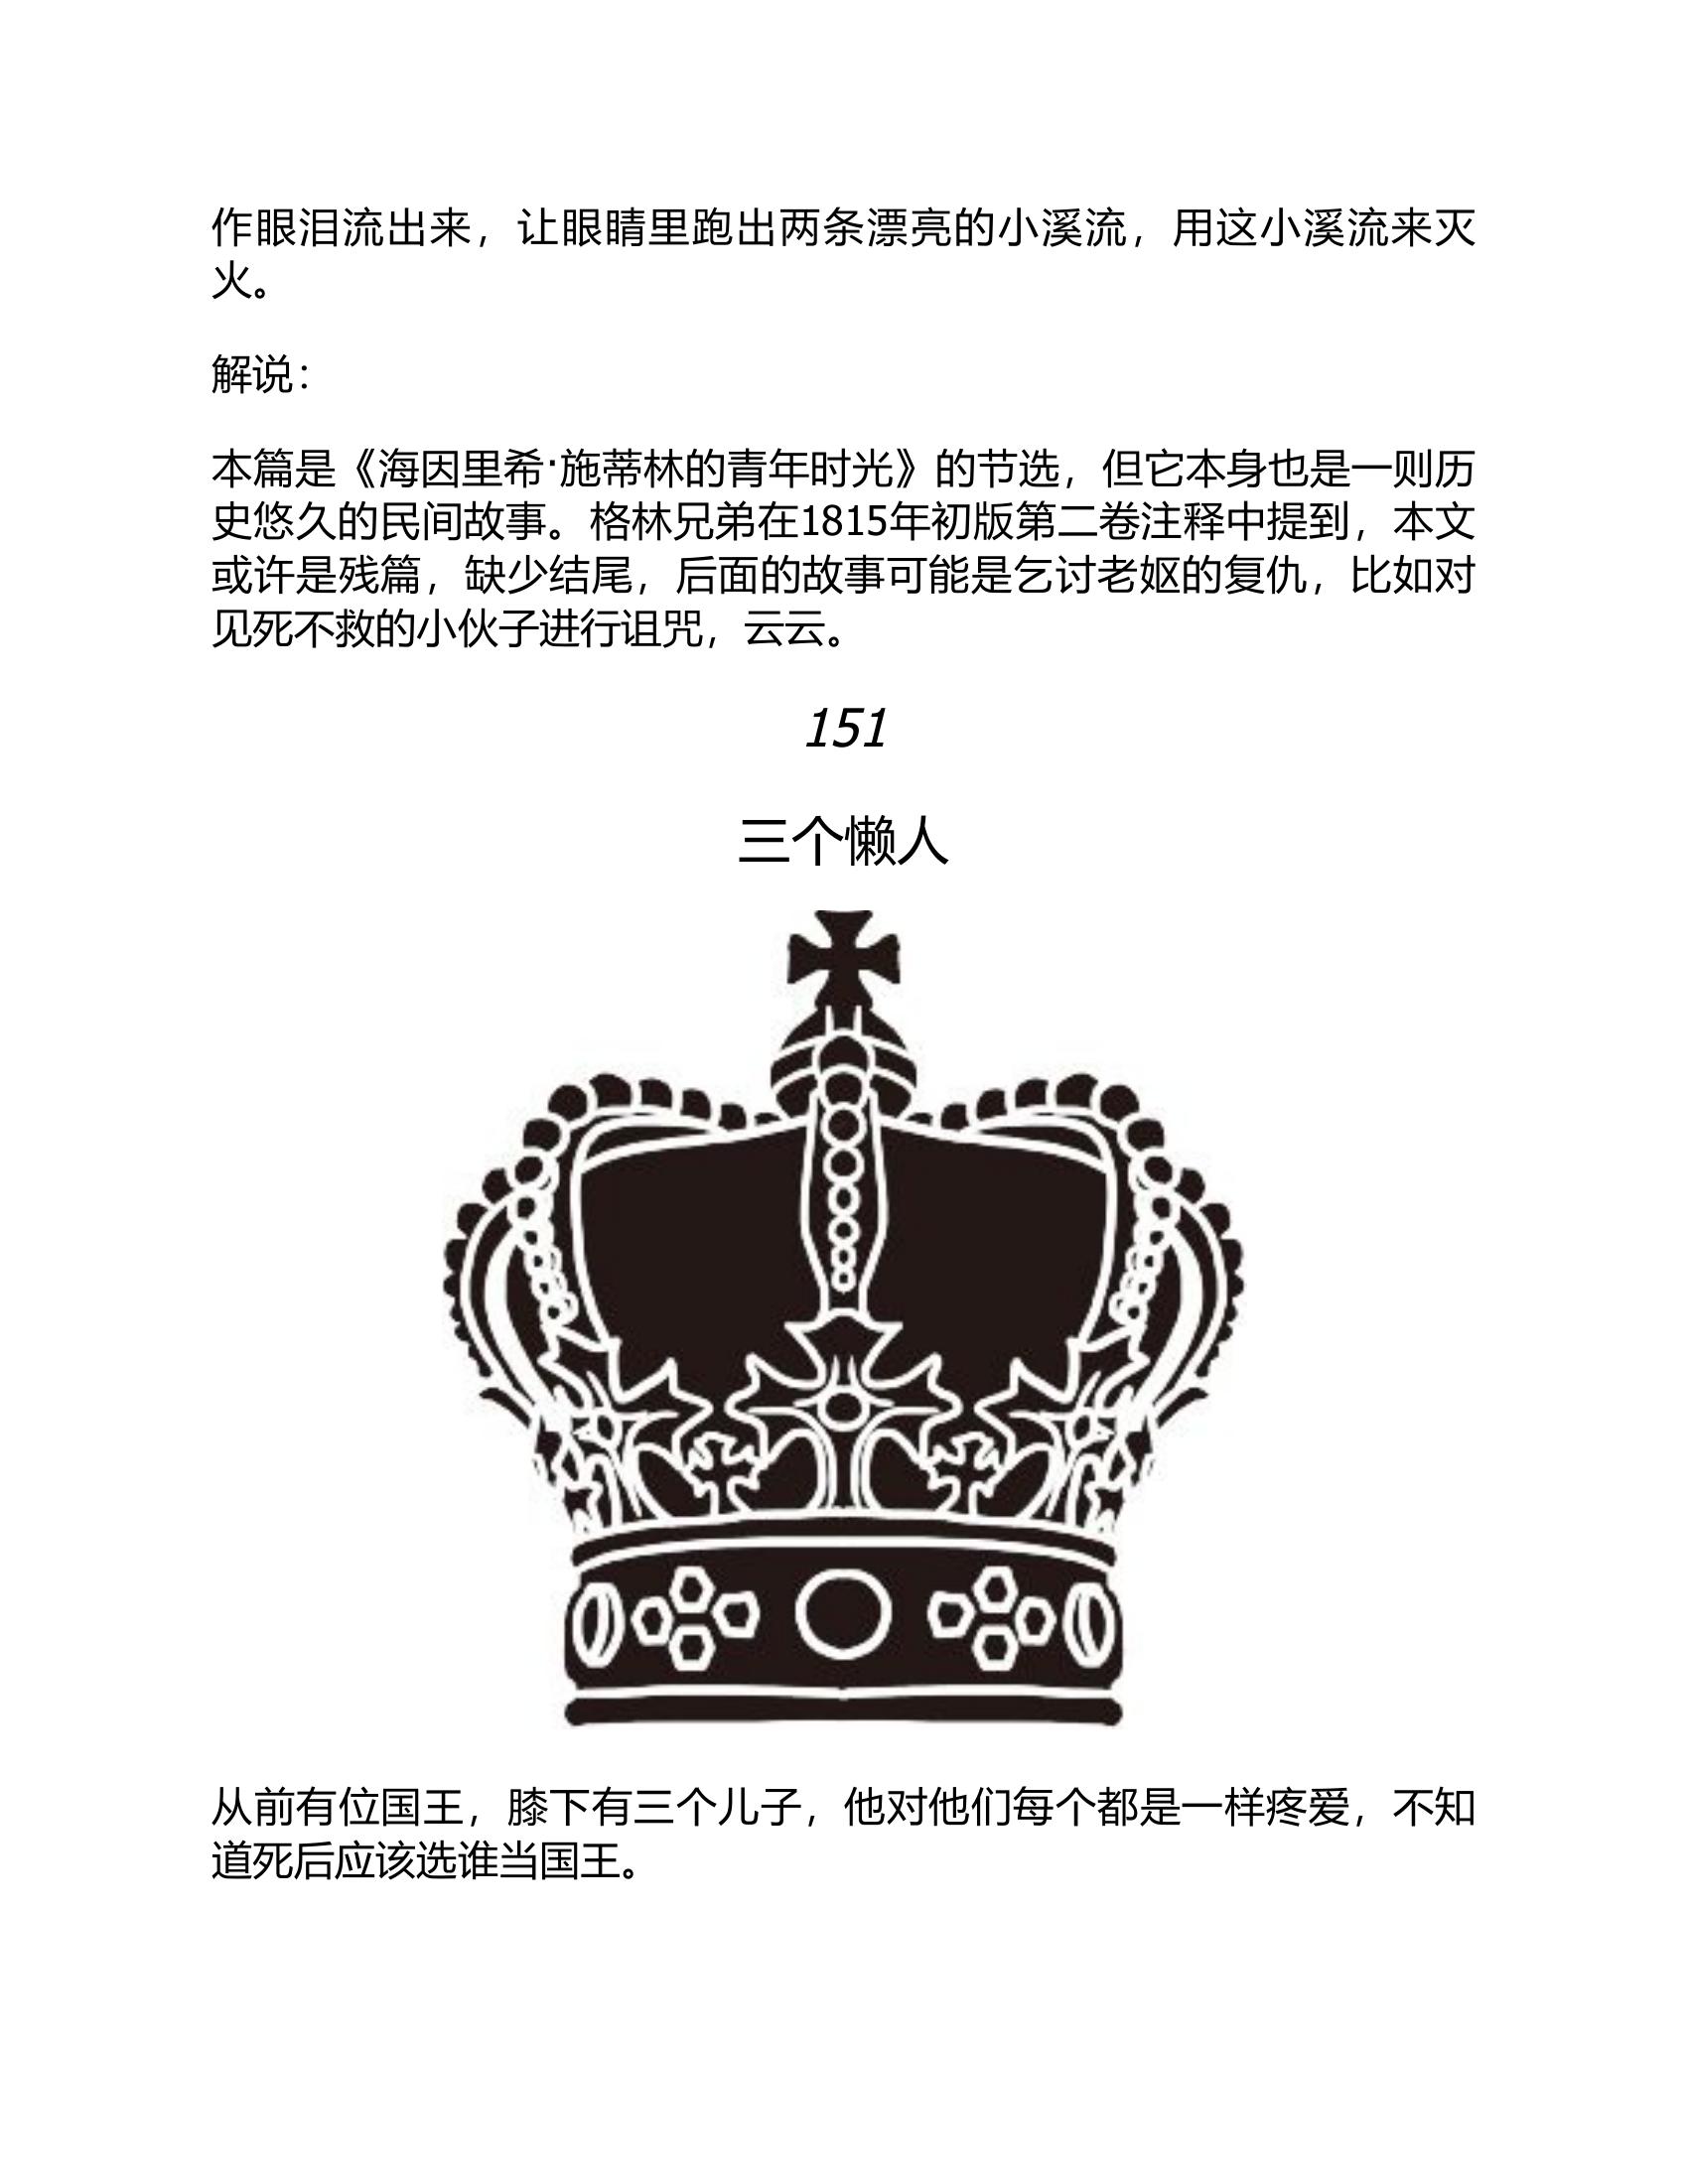 作眼泪流出来，让眼睛里跑出两条漂亮的小溪流，用这小溪流来灭
火。
解说：
本篇是《海因里希·施蒂林的青年时光》的节选，但它本身也是一则历
史悠久的民间故事。格林兄弟在1815年初版第二卷注释中提到，本文
或许是残篇，缺少结尾，后面的故事可能是乞讨老妪的复仇，比如对
见死不救的小伙子进行诅咒，云云。
151
三个懒人
从前有位国王，膝下有三个儿子，他对他们每个都是一样疼爱，不知
道死后应该选谁当国王。